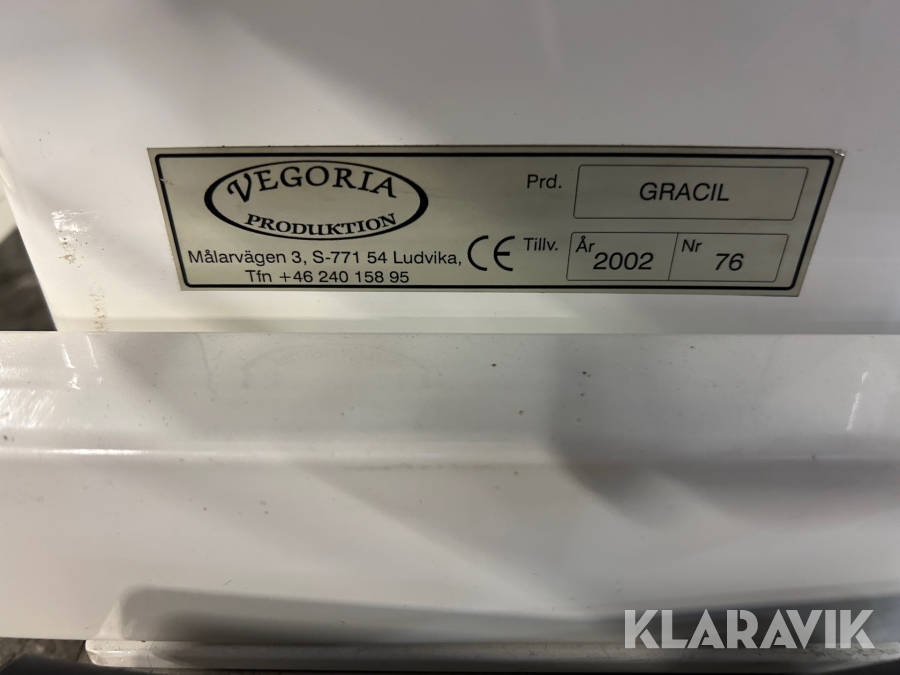 VEGORIA
PRODUKTION
Målarvägen 3, S-771 54 Ludvika,
Tfn +46 240 158 95
CE
Prd. GRACIL
Tillv. År 2002 Nr 76
KLARAVIK